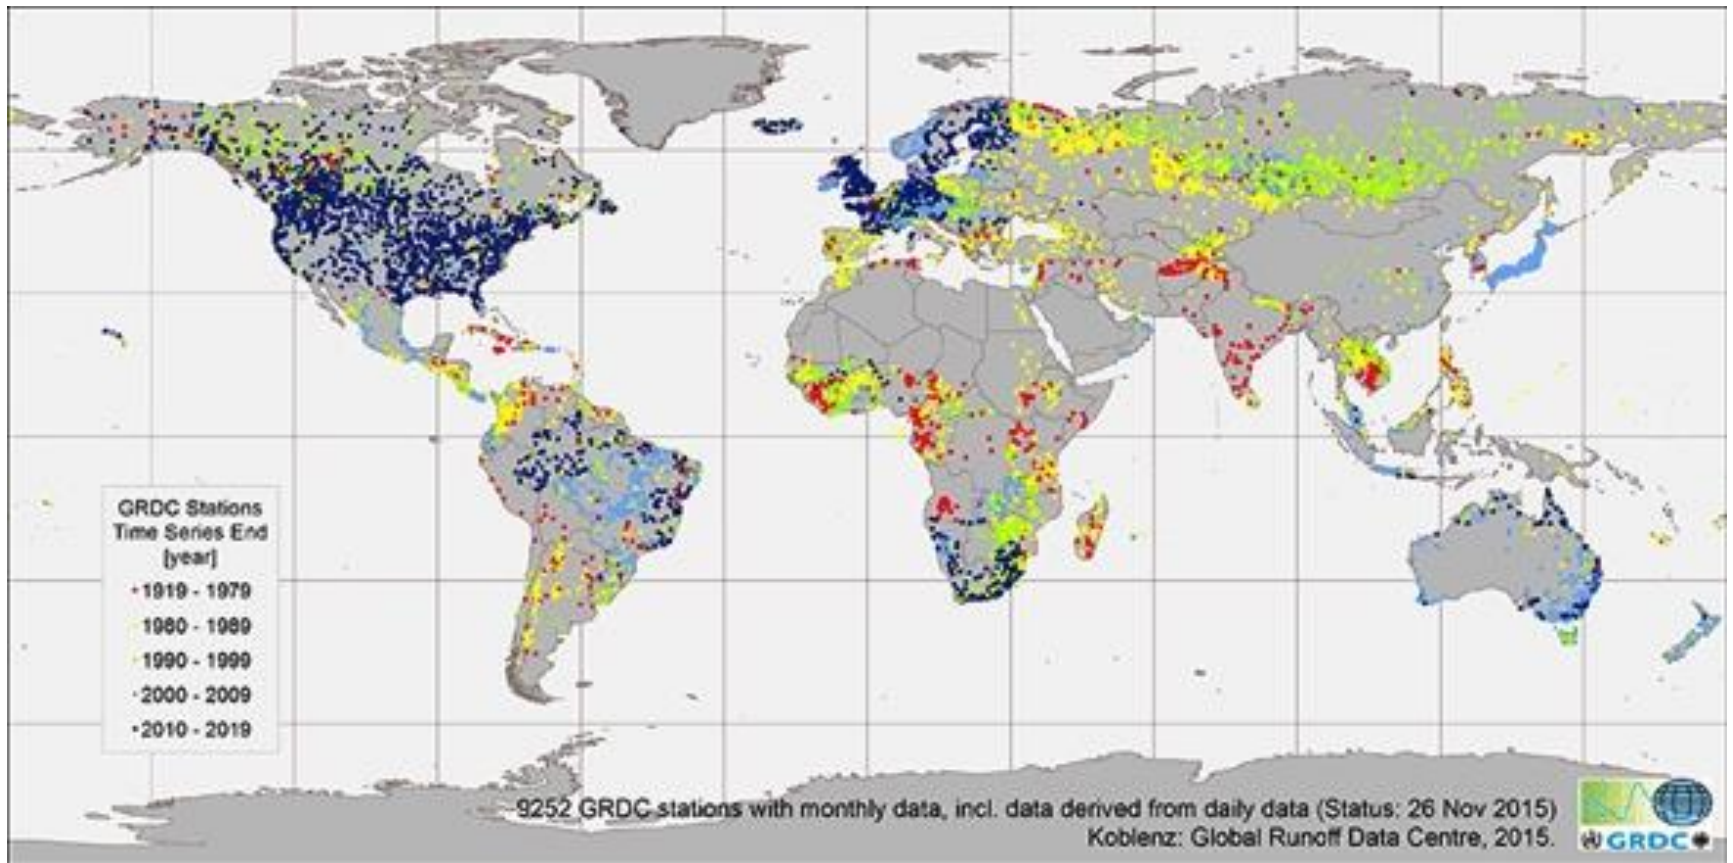 GRDC Stations
Time Series End
[year]
1919 - 1979
1980 - 1989
1990 - 1999
2000 - 2009
2010 - 2019
9252 GRDC stations with monthly data, incl. data derived from daily data (Status: 26 Nov 2015)
Koblenz: Global Runoff Data Centre, 2015.
GRDC